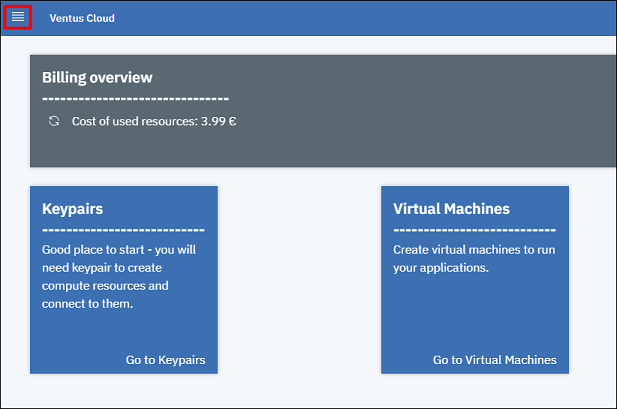 Ventus Cloud
Billing overview
-------------------------------
Cost of used resources: 3.99 €
Keypairs
---------------------------
Good place to start - you will
need keypair to create
compute resources and
connect to them.
Go to Keypairs
Virtual Machines
---------------------------
Create virtual machines to run
your applications.
Go to Virtual Machines